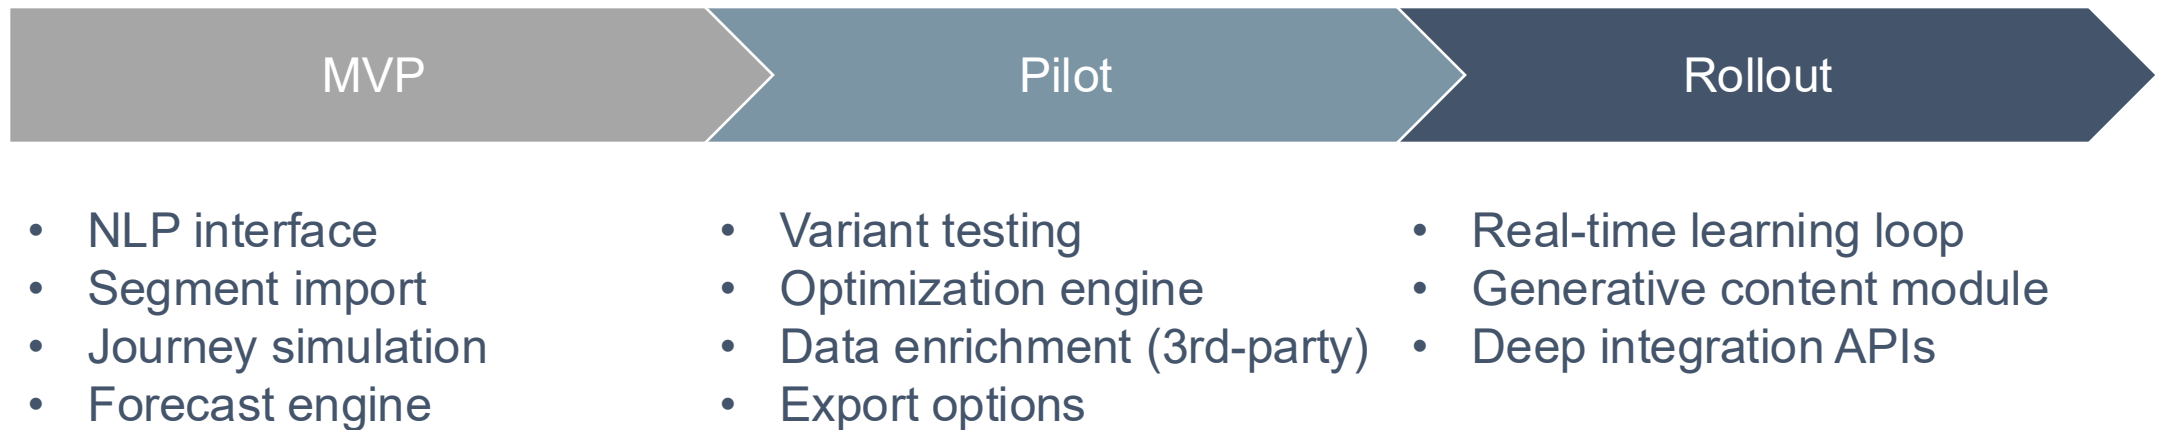 MVP
Pilot
Rollout
• NLP interface
• Segment import
• Journey simulation
• Forecast engine
• Variant testing
• Optimization engine
• Data enrichment (3rd-party)
• Export options
• Real-time learning loop
• Generative content module
• Deep integration APIs